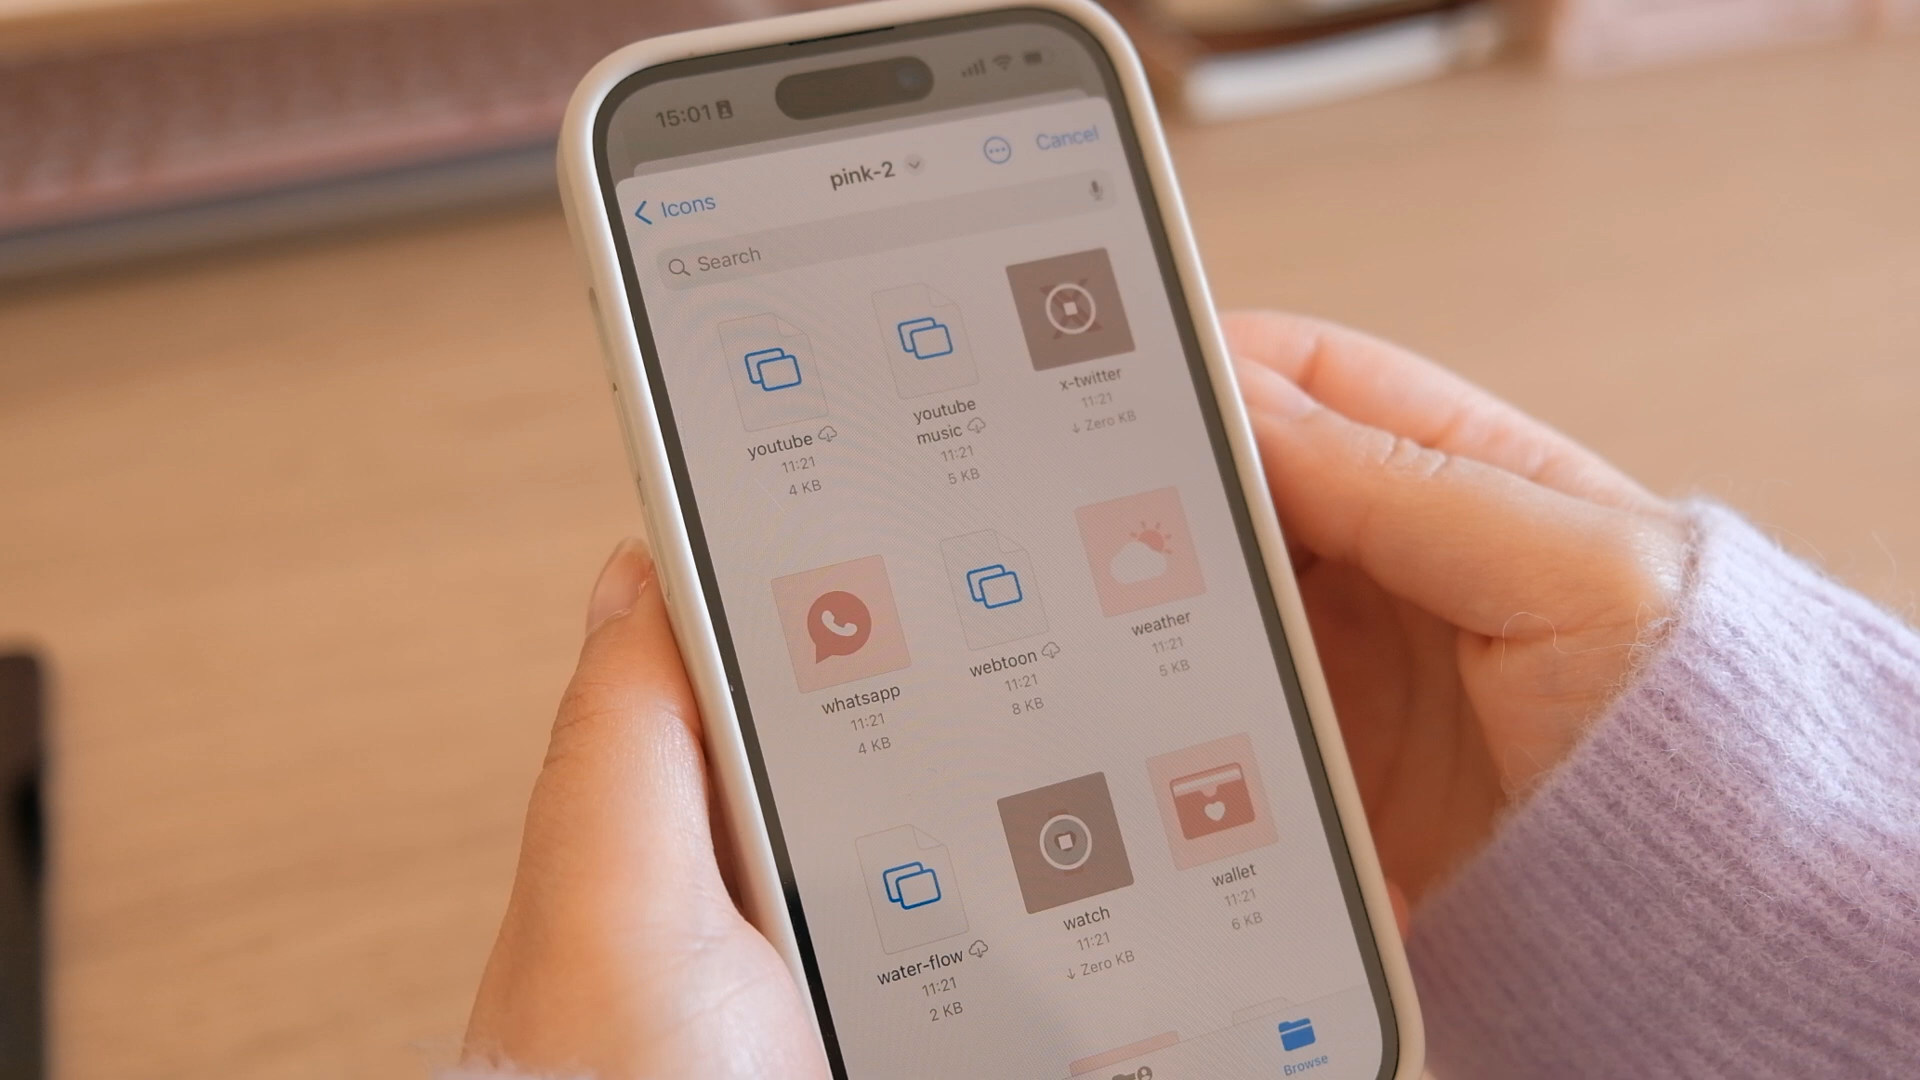 15:01
Icons
pink-2
Cancel
Search
youtube
11:21
4 KB
youtube
music
11:21
5 KB
x-twitter
11:21
↓ Zero KB
whatsapp
11:21
4 KB
webtoon
11:21
8 KB
weather
11:21
5 KB
water-flow
11:21
2 KB
watch
11:21
↓ Zero KB
wallet
11:21
6 KB
Browse